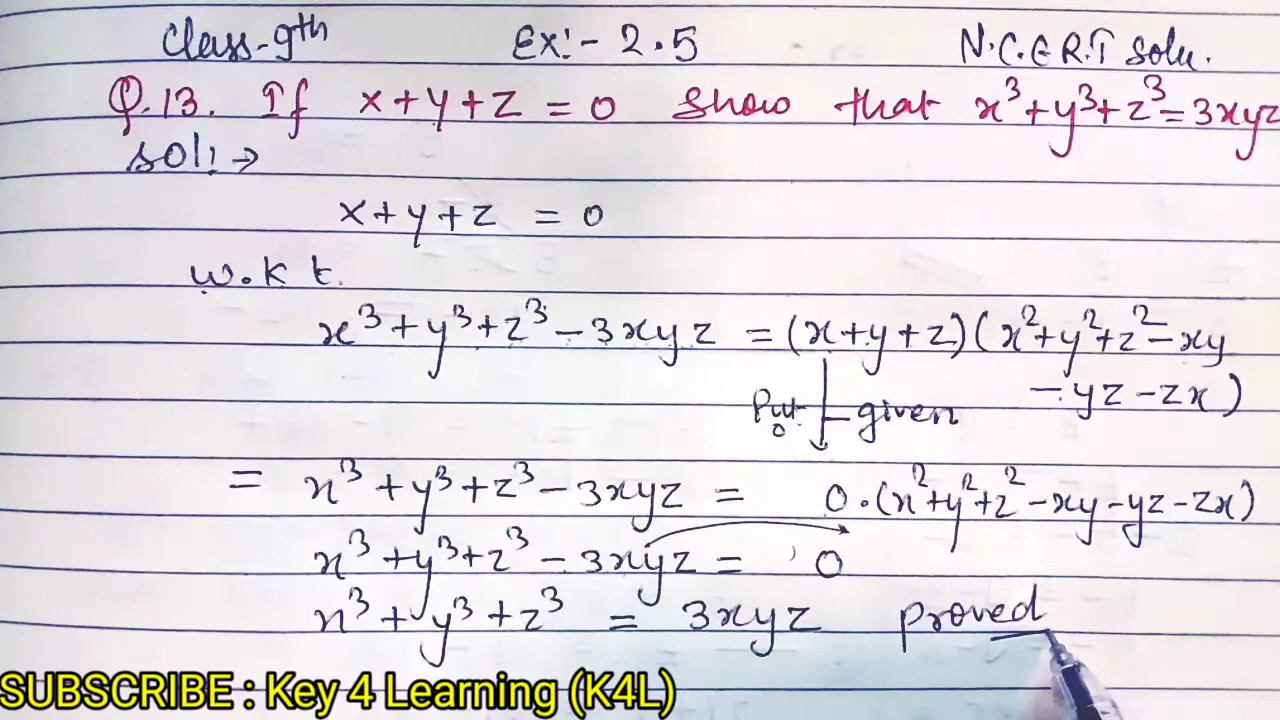 Class-9th Ex:- 2.5 N.C.E.R.T Solu.
Q.13. If x+y+z = 0 show that x³+y³+z³=3xyz
Sol: →
x+y+z = 0
w.k t.
x³+y³+z³-3xyz = (x+y+z)(x²+y²+z²-xy
-yz-zx)
Put 0 given
= x³+y³+z³-3xyz = 0.(x²+y²+z²-xy-yz-zx)
x³+y³+z³-3xyz = 0
x³+y³+z³ = 3xyz proved
SUBSCRIBE : Key 4 Learning (K4L)